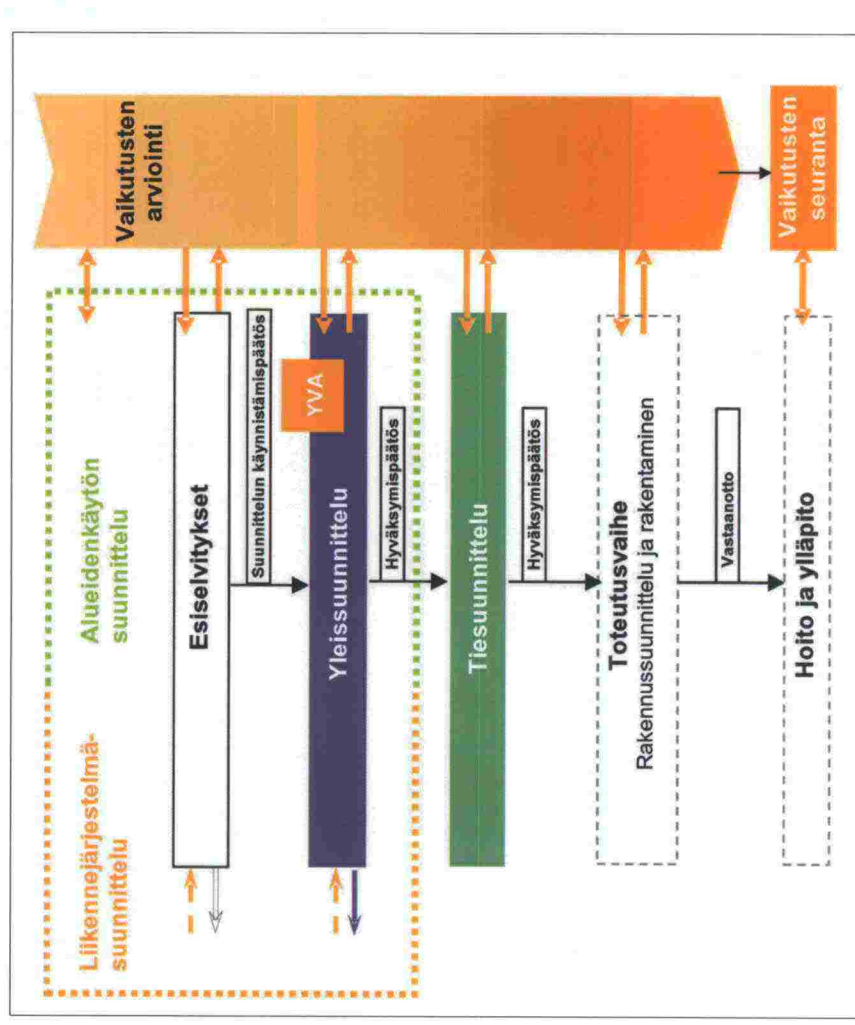 Liikennejärjestelmä-
suunnittelu
Alueidenkäytön
suunnittelu
Vaikutusten
arviointi
Esiselvitykset
Suunnittelun käynnistämispäätös
YVA
Yleissuunnittelu
Hyväksymispäätös
Tiesuunnittelu
Hyväksymispäätös
Toteutusvaihe
Rakennussuunnittelu ja rakentaminen
Vastaanotto
Hoito ja ylläpito
Vaikutusten
seuranta